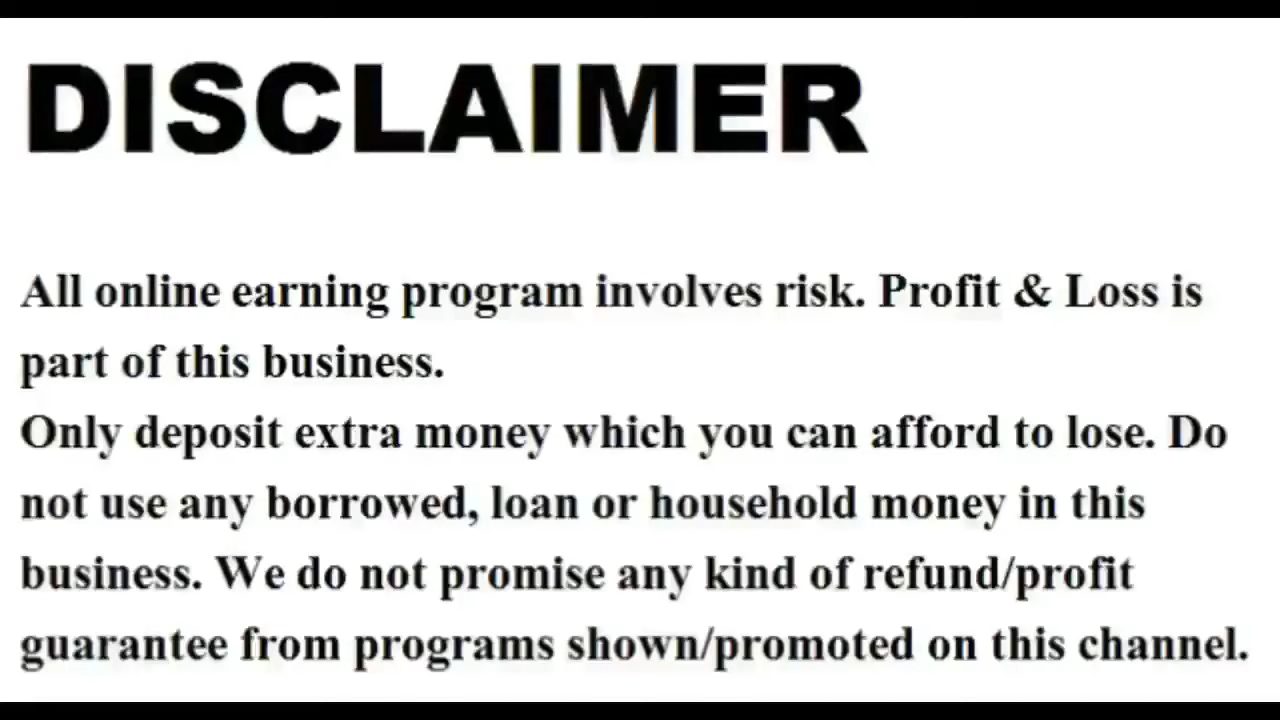 DISCLAIMER
All online earning program involves risk. Profit & Loss is
part of this business.
Only deposit extra money which you can afford to lose. Do
not use any borrowed, loan or household money in this
business. We do not promise any kind of refund/profit
guarantee from programs shown/promoted on this channel.